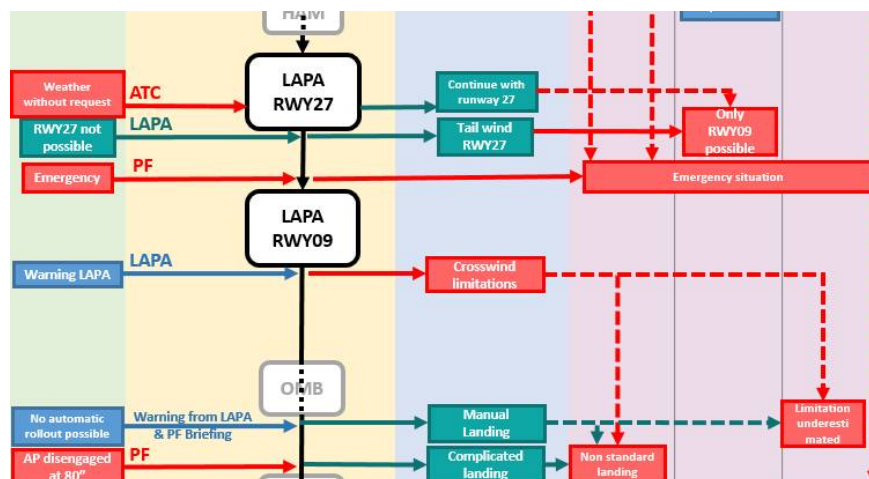 HAM
LAPA
RWY27
Weather
without request
ATC
Continue with
runway 27
RWY27 not
possible
LAPA
Tail wind
RWY27
Only
RWY09
possible
Emergency
PF
Emergency situation
LAPA
RWY09
Warning LAPA
LAPA
Crosswind
limitations
OMB
No automatic
rollout possible
Warning from LAPA
& PF Briefing
Manual
Landing
Limitation
underesti
mated
AP disengaged
at 80”
PF
Complicated
landing
Non standard
landing